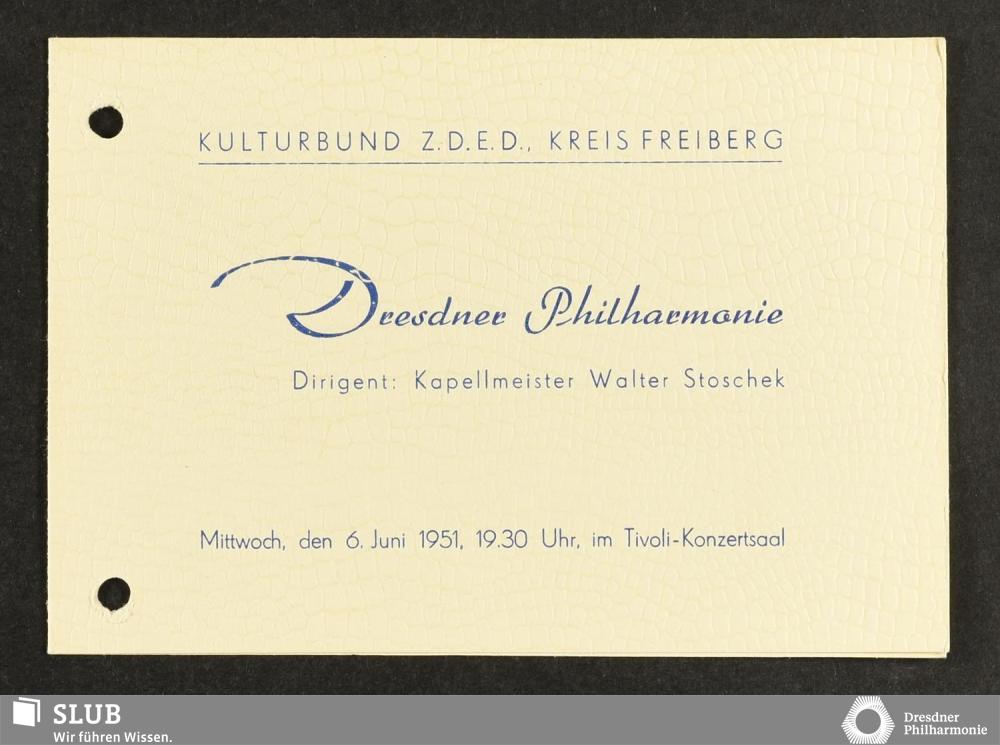 KULTURBUND Z.D.E.D., KREIS FREIBERG
Dresdner Philharmonie
Dirigent: Kapellmeister Walter Stoschek
Mittwoch, den 6. Juni 1951, 19.30 Uhr, im Tivoli-Konzertsaal
SLUB
Wir führen Wissen.
Dresdner
Philharmonie